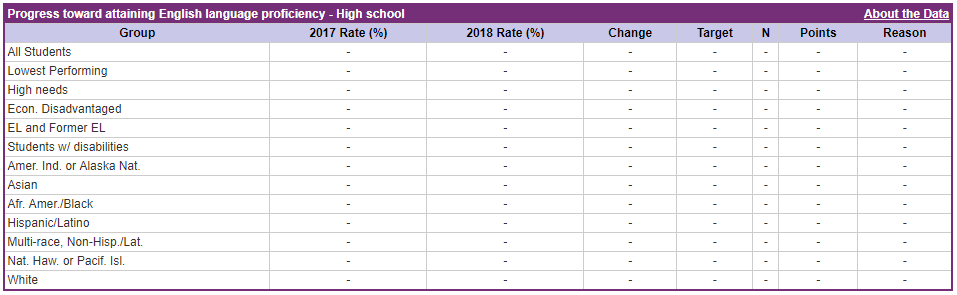 Progress toward attaining English language proficiency - High school About the Data
Group 2017 Rate (%) 2018 Rate (%) Change Target N Points Reason
All Students - - - - - - -
Lowest Performing - - - - - - -
High needs - - - - - - -
Econ. Disadvantaged - - - - - - -
EL and Former EL - - - - - - -
Students w/ disabilities - - - - - - -
Amer. Ind. or Alaska Nat. - - - - - - -
Asian - - - - - - -
Afr. Amer./Black - - - - - - -
Hispanic/Latino - - - - - - -
Multi-race, Non-Hisp./Lat. - - - - - - -
Nat. Haw. or Pacif. Isl. - - - - - - -
White - - - - - - -